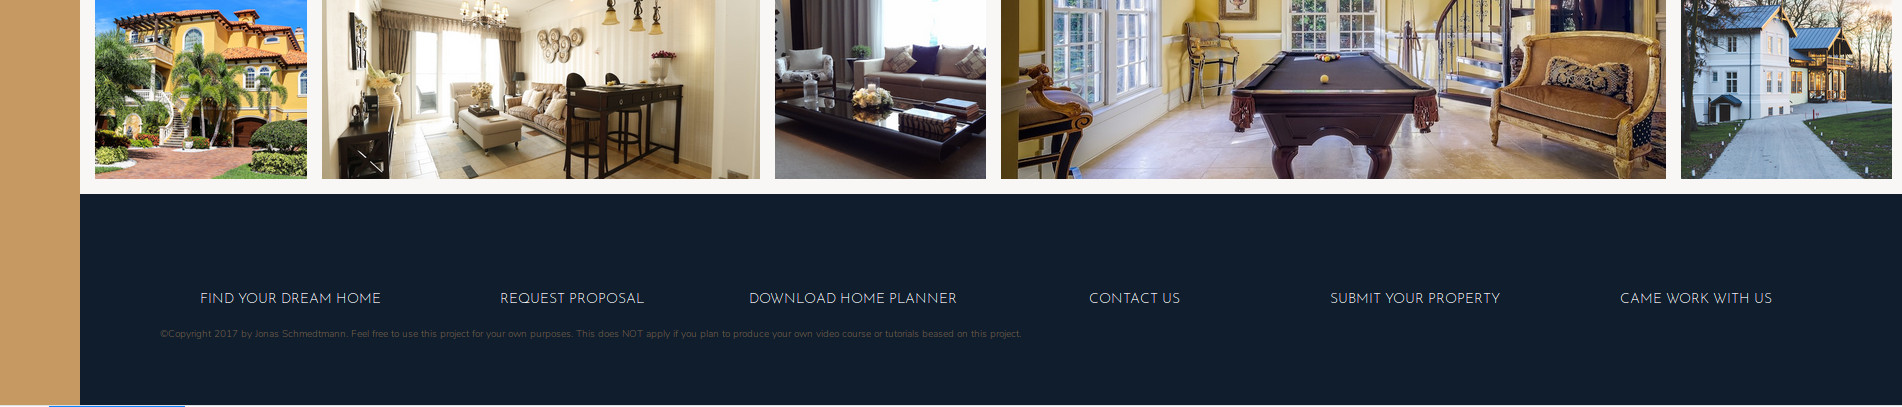 FIND YOUR DREAM HOME REQUEST PROPOSAL DOWNLOAD HOME PLANNER CONTACT US SUBMIT YOUR PROPERTY CAME WORK WITH US
©Copyright 2017 by Jonas Schmedtmann. Feel free to use this project for your own purposes. This does NOT apply if you plan to produce your own video course or tutorials beased on this project.